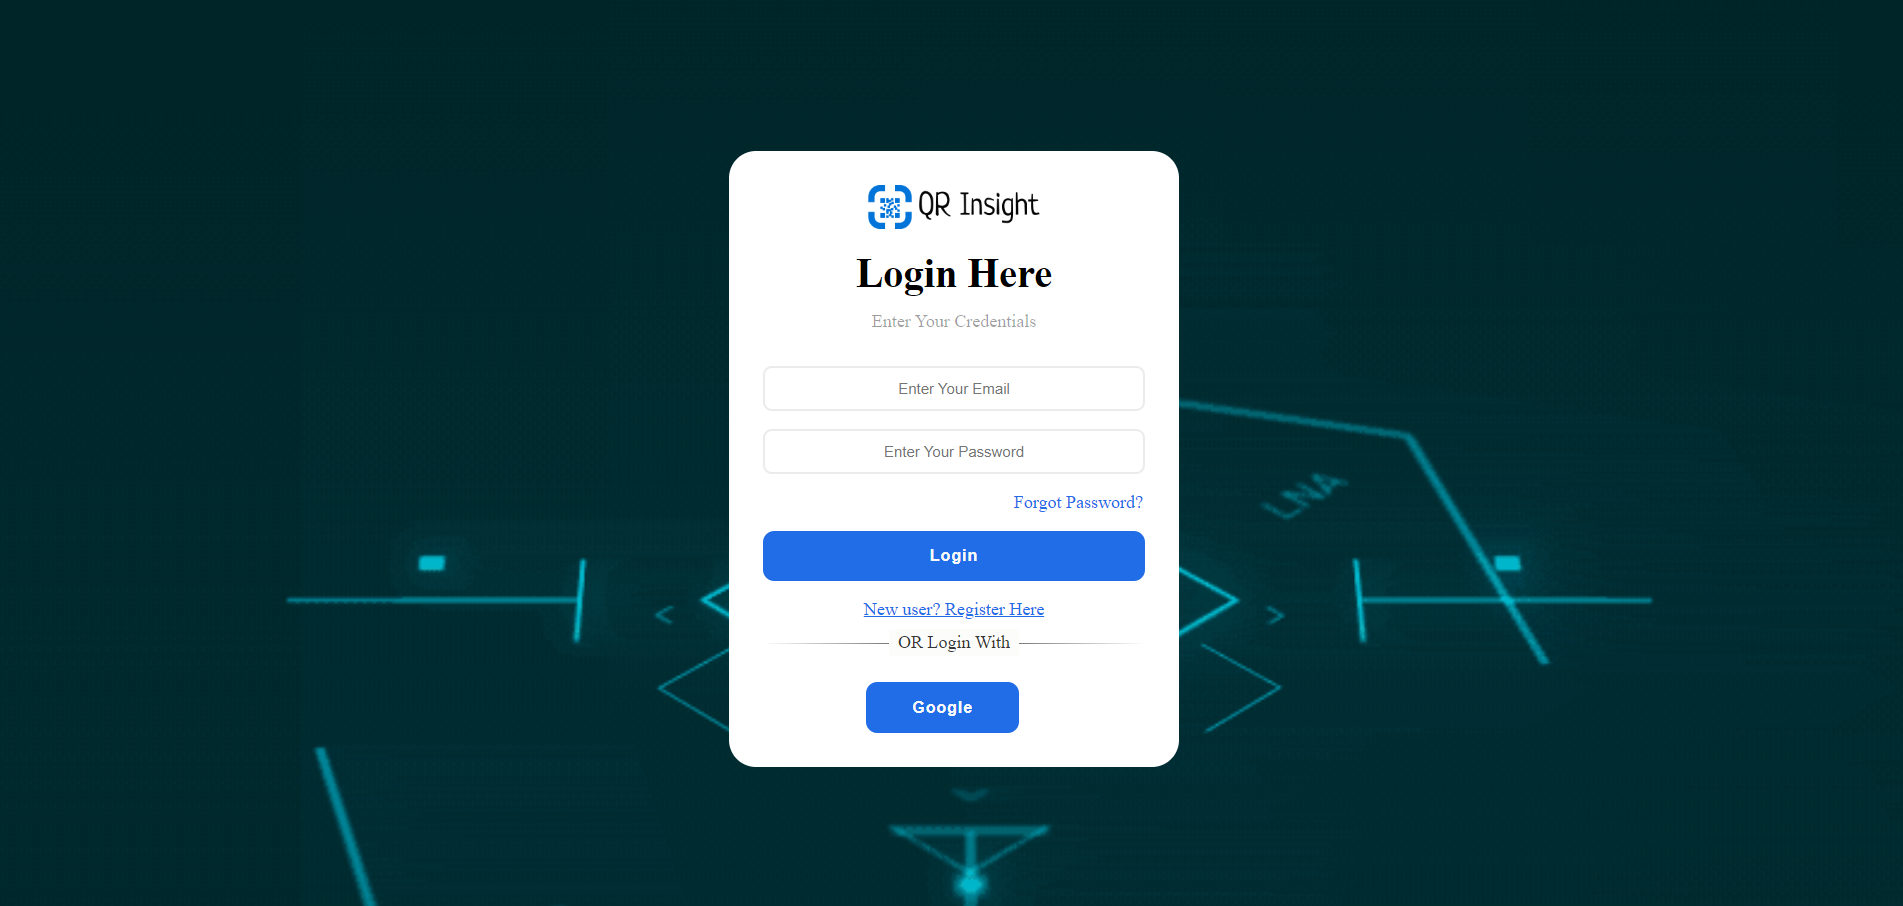 QR Insight
Login Here
Enter Your Credentials
Enter Your Email
Enter Your Password
Forgot Password?
Login
New user? Register Here
OR Login With
Google
LNA